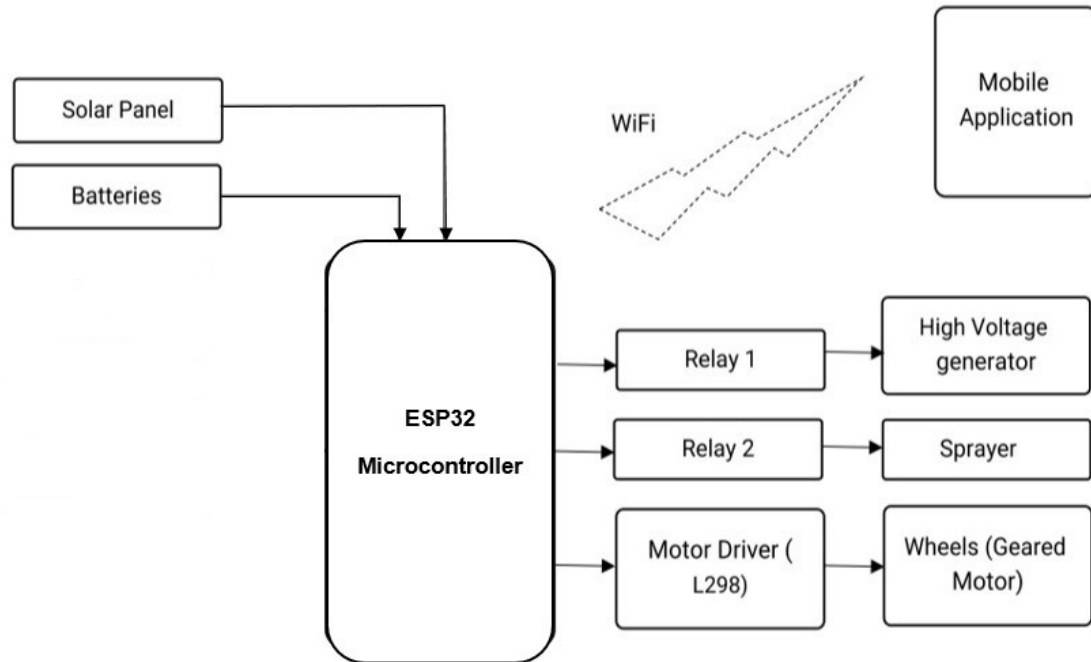 Solar Panel
Batteries
WiFi
Mobile
Application
ESP32
Microcontroller
Relay 1
High Voltage
generator
Relay 2
Sprayer
Motor Driver (
L298)
Wheels (Geared
Motor)